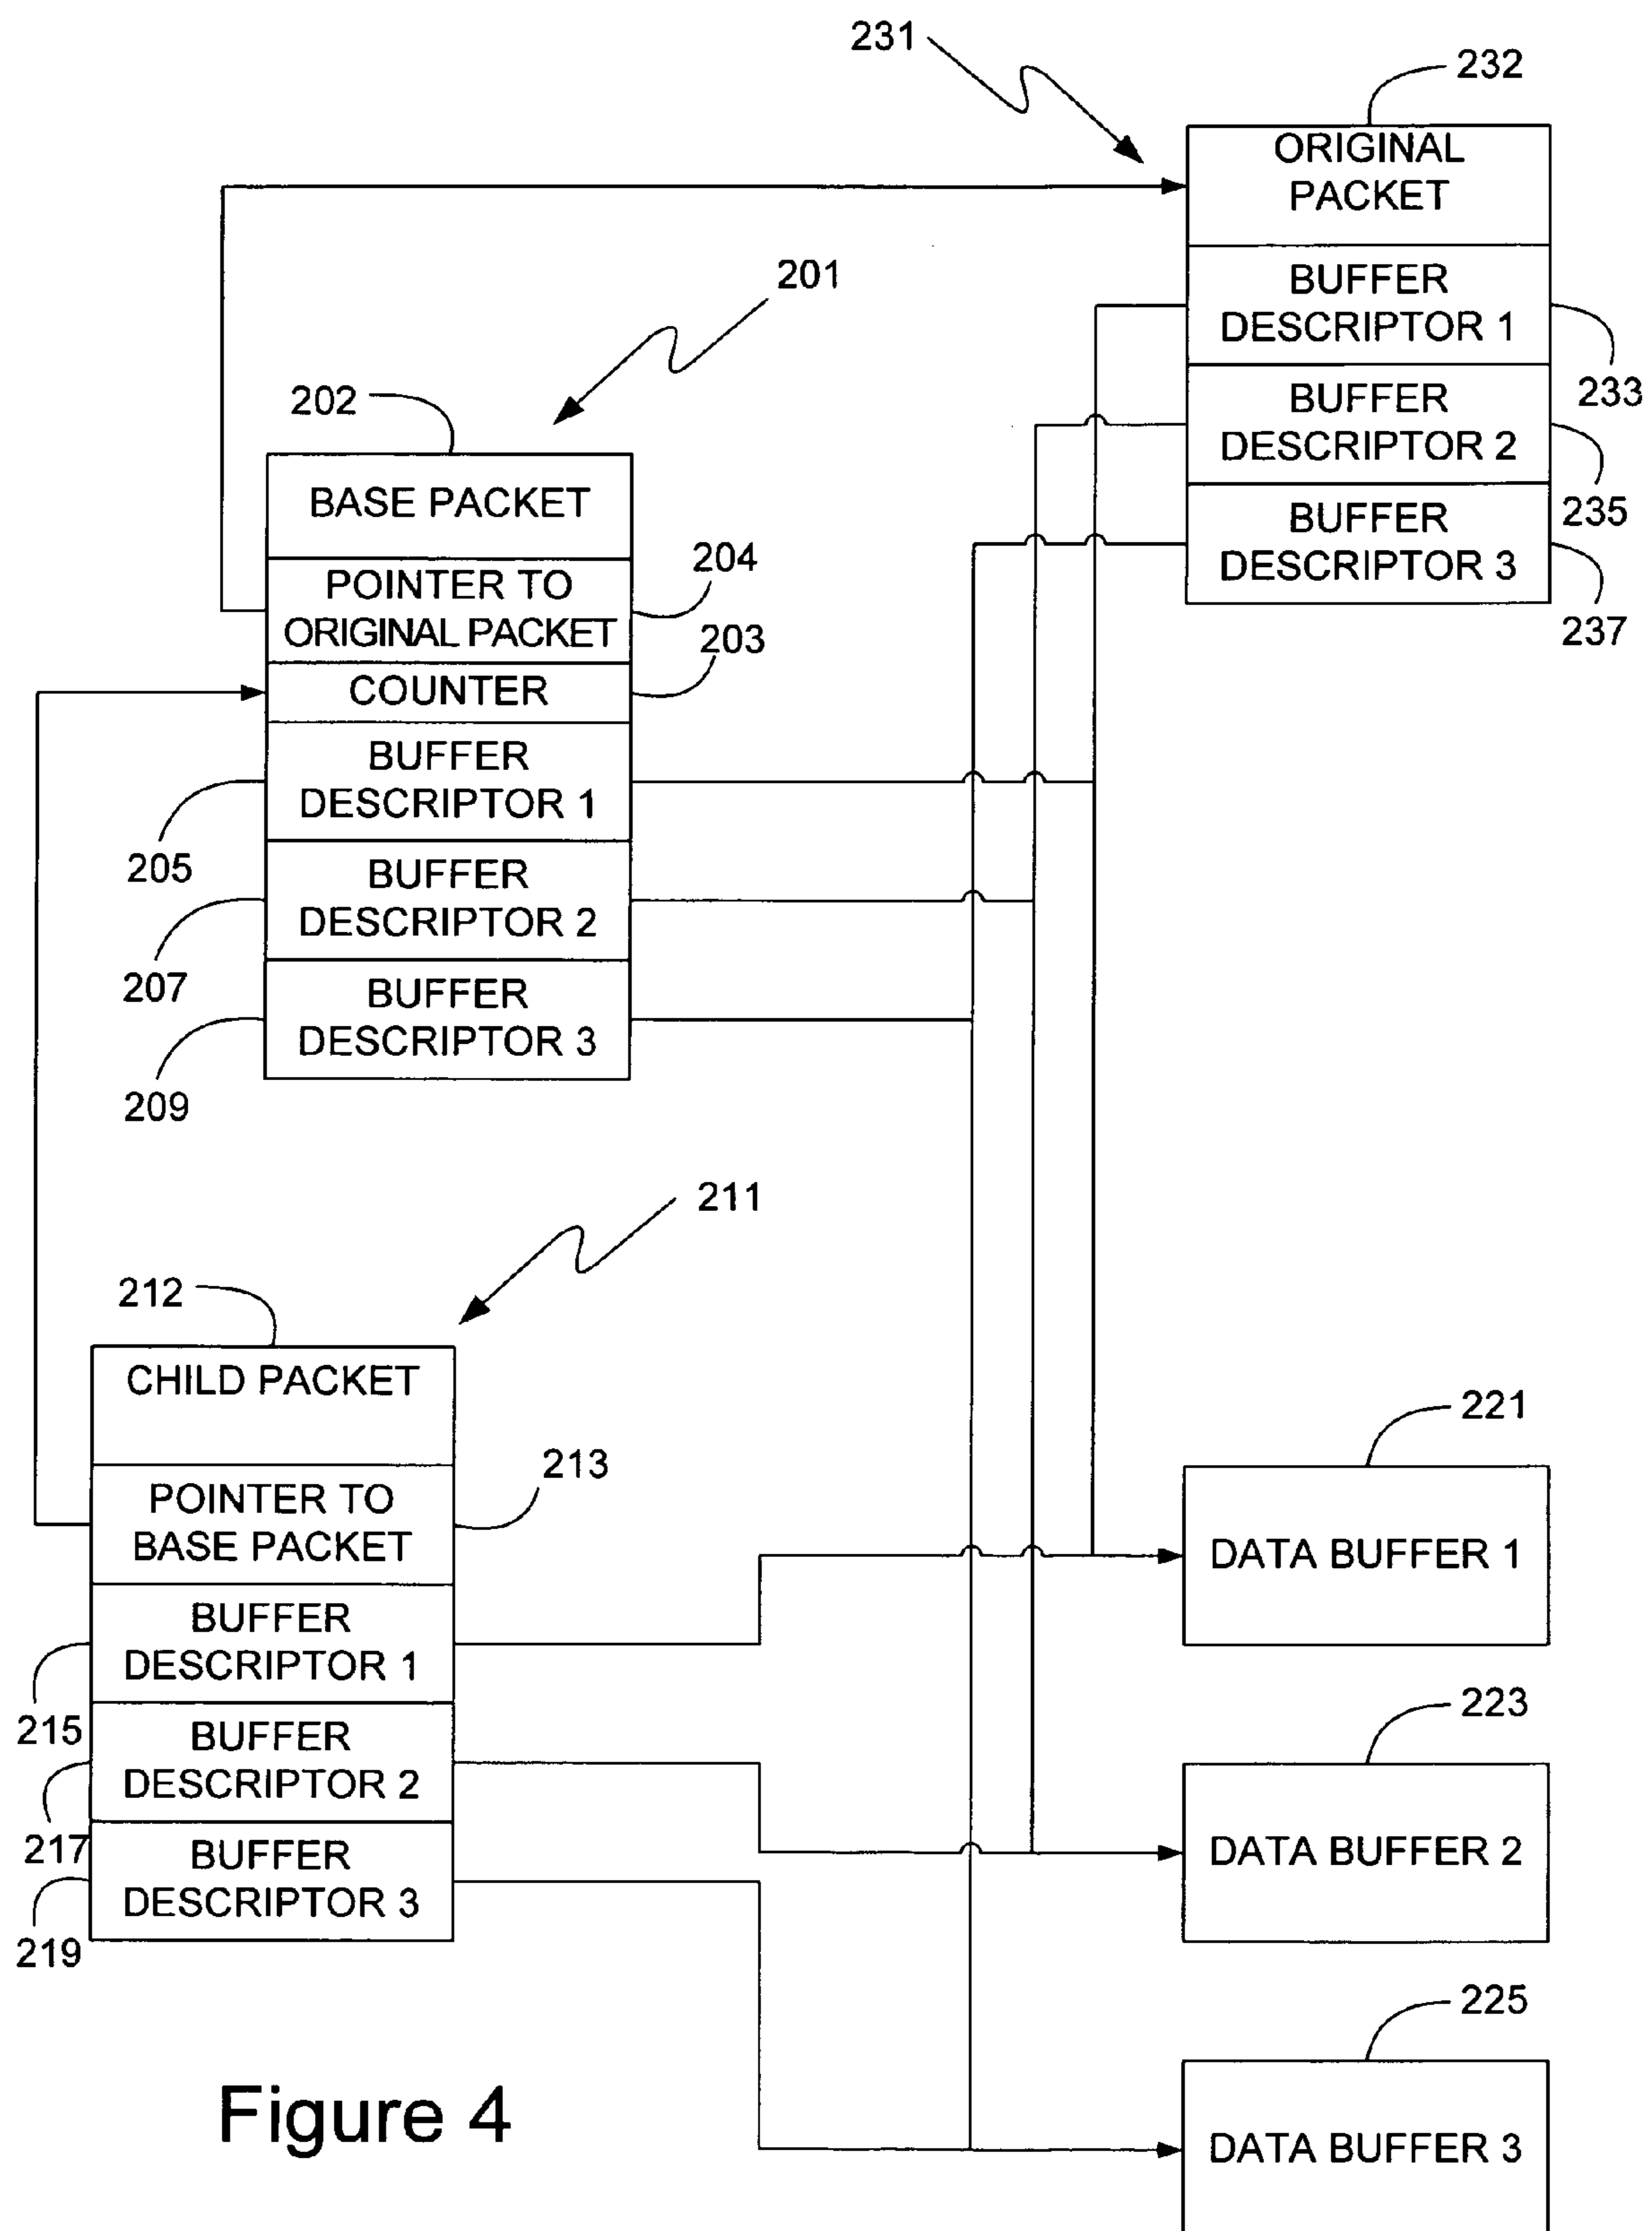 231
232
ORIGINAL
PACKET
BUFFER
DESCRIPTOR 1
233
BUFFER
DESCRIPTOR 2
235
BUFFER
DESCRIPTOR 3
237
201
202
BASE PACKET
POINTER TO
ORIGINAL PACKET
204
COUNTER
203
BUFFER
DESCRIPTOR 1
205
BUFFER
DESCRIPTOR 2
207
BUFFER
DESCRIPTOR 3
209
211
212
CHILD PACKET
POINTER TO
BASE PACKET
213
BUFFER
DESCRIPTOR 1
215
BUFFER
DESCRIPTOR 2
217
BUFFER
DESCRIPTOR 3
219
221
DATA BUFFER 1
223
DATA BUFFER 2
225
DATA BUFFER 3
Figure 4